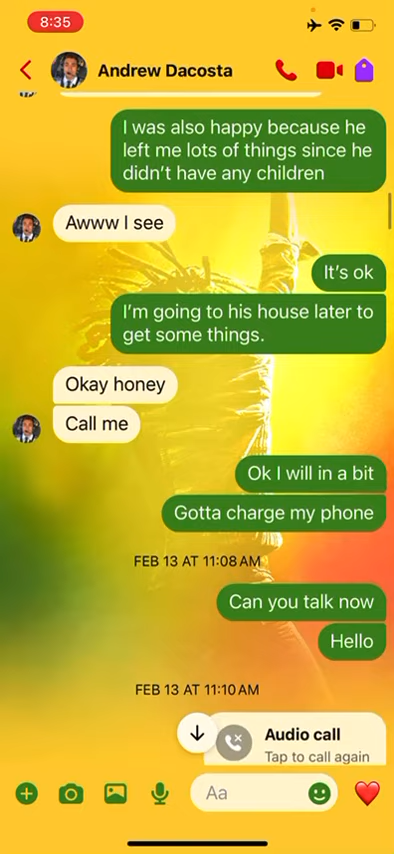 8:35
Andrew Dacosta
I was also happy because he
left me lots of things since he
didn't have any children
Awww I see
It's ok
I'm going to his house later to
get some things.
Okay honey
Call me
Ok I will in a bit
Gotta charge my phone
FEB 13 AT 11:08 AM
Can you talk now
Hello
FEB 13 AT 11:10 AM
Audio call
Tap to call again
Aa